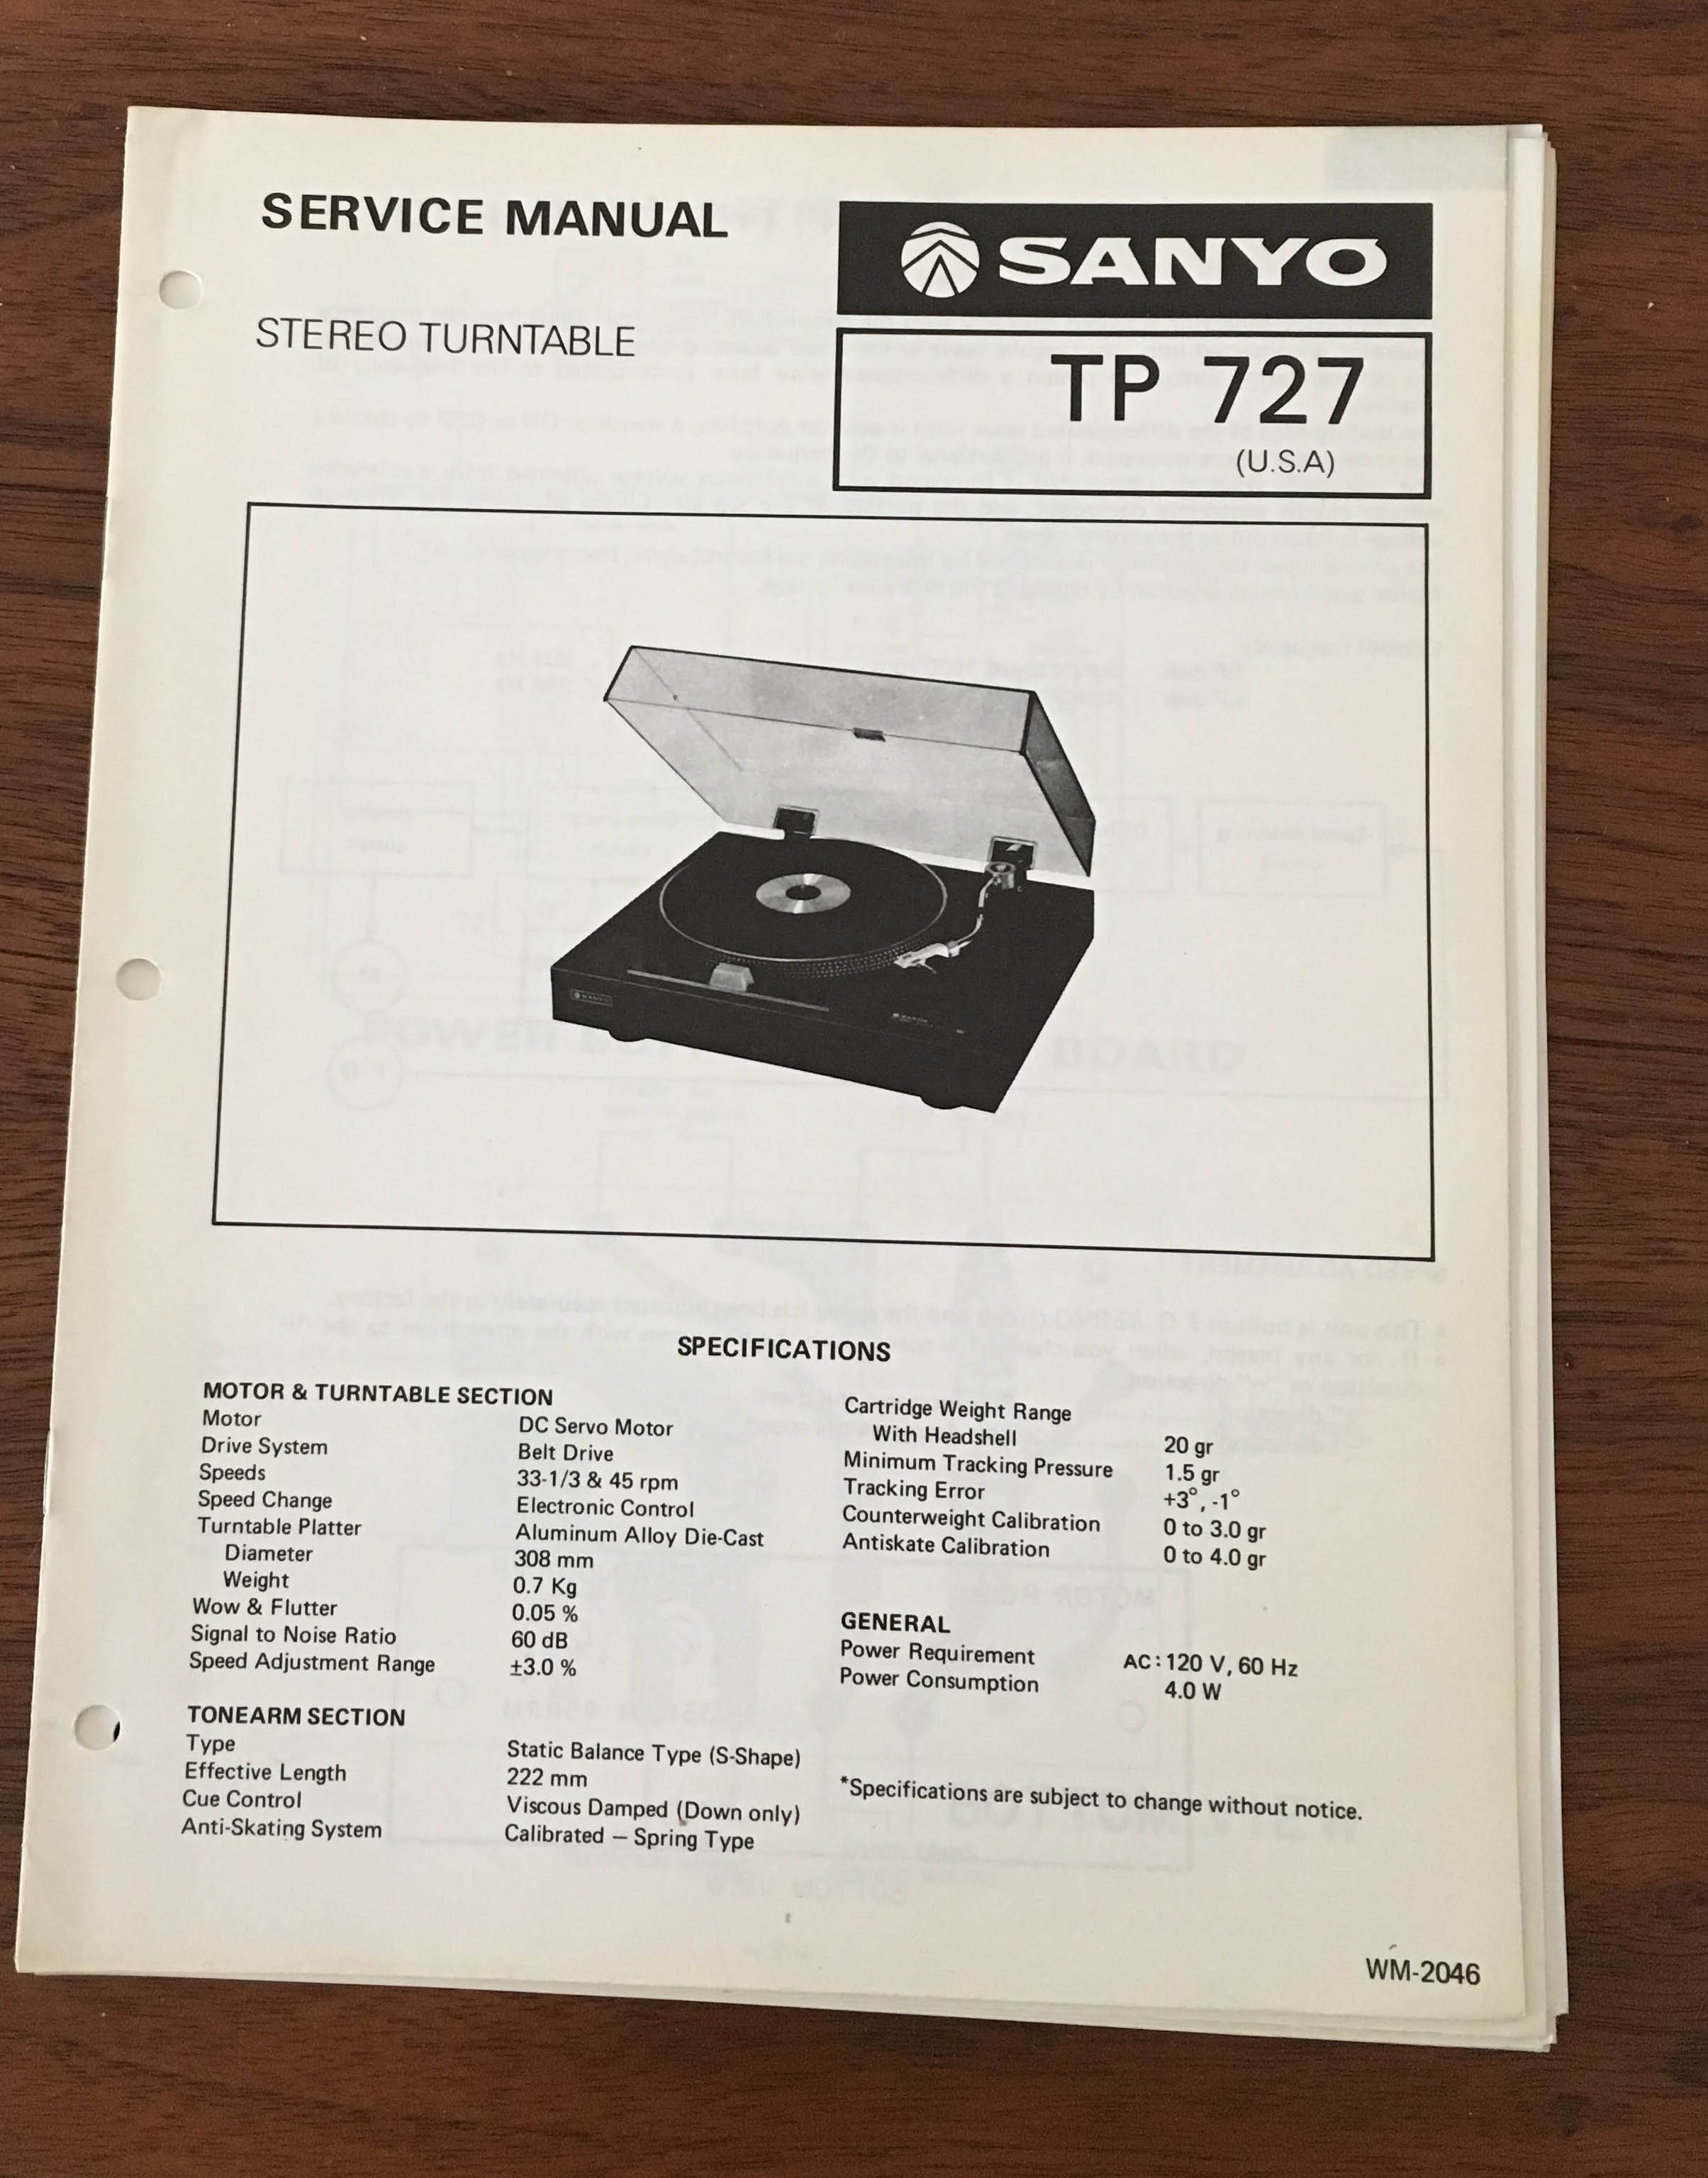 SERVICE MANUAL
SANYO
STEREO TURNTABLE
TP 727
(U.S.A)
SPECIFICATIONS
MOTOR & TURNTABLE SECTION
Motor DC Servo Motor
Drive System Belt Drive
Speeds 33-1/3 & 45 rpm
Speed Change Electronic Control
Turntable Platter Aluminum Alloy Die-Cast
Diameter 308 mm
Weight 0.7 Kg
Wow & Flutter 0.05 %
Signal to Noise Ratio 60 dB
Speed Adjustment Range ±3.0 %
TONEARM SECTION
Type Static Balance Type (S-Shape)
Effective Length 222 mm
Cue Control Viscous Damped (Down only)
Anti-Skating System Calibrated – Spring Type
Cartridge Weight Range
With Headshell 20 gr
Minimum Tracking Pressure 1.5 gr
Tracking Error +3°, -1°
Counterweight Calibration 0 to 3.0 gr
Antiskate Calibration 0 to 4.0 gr
GENERAL
Power Requirement AC: 120 V, 60 Hz
Power Consumption 4.0 W
*Specifications are subject to change without notice.
WM-2046